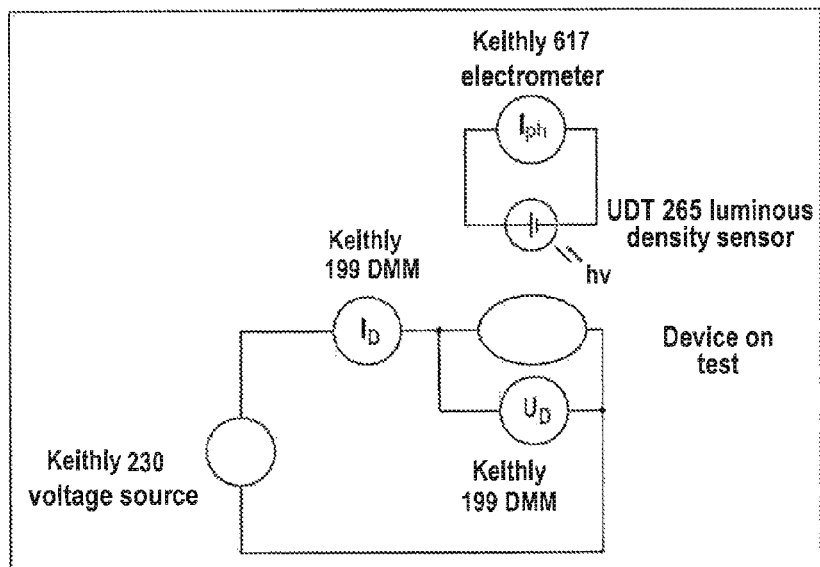 Keithly 617
electrometer
Iph
UDT 265 luminous
density sensor
hv
Keithly
199 DMM
ID
Device on
test
UD
Keithly 230
voltage source
Keithly
199 DMM